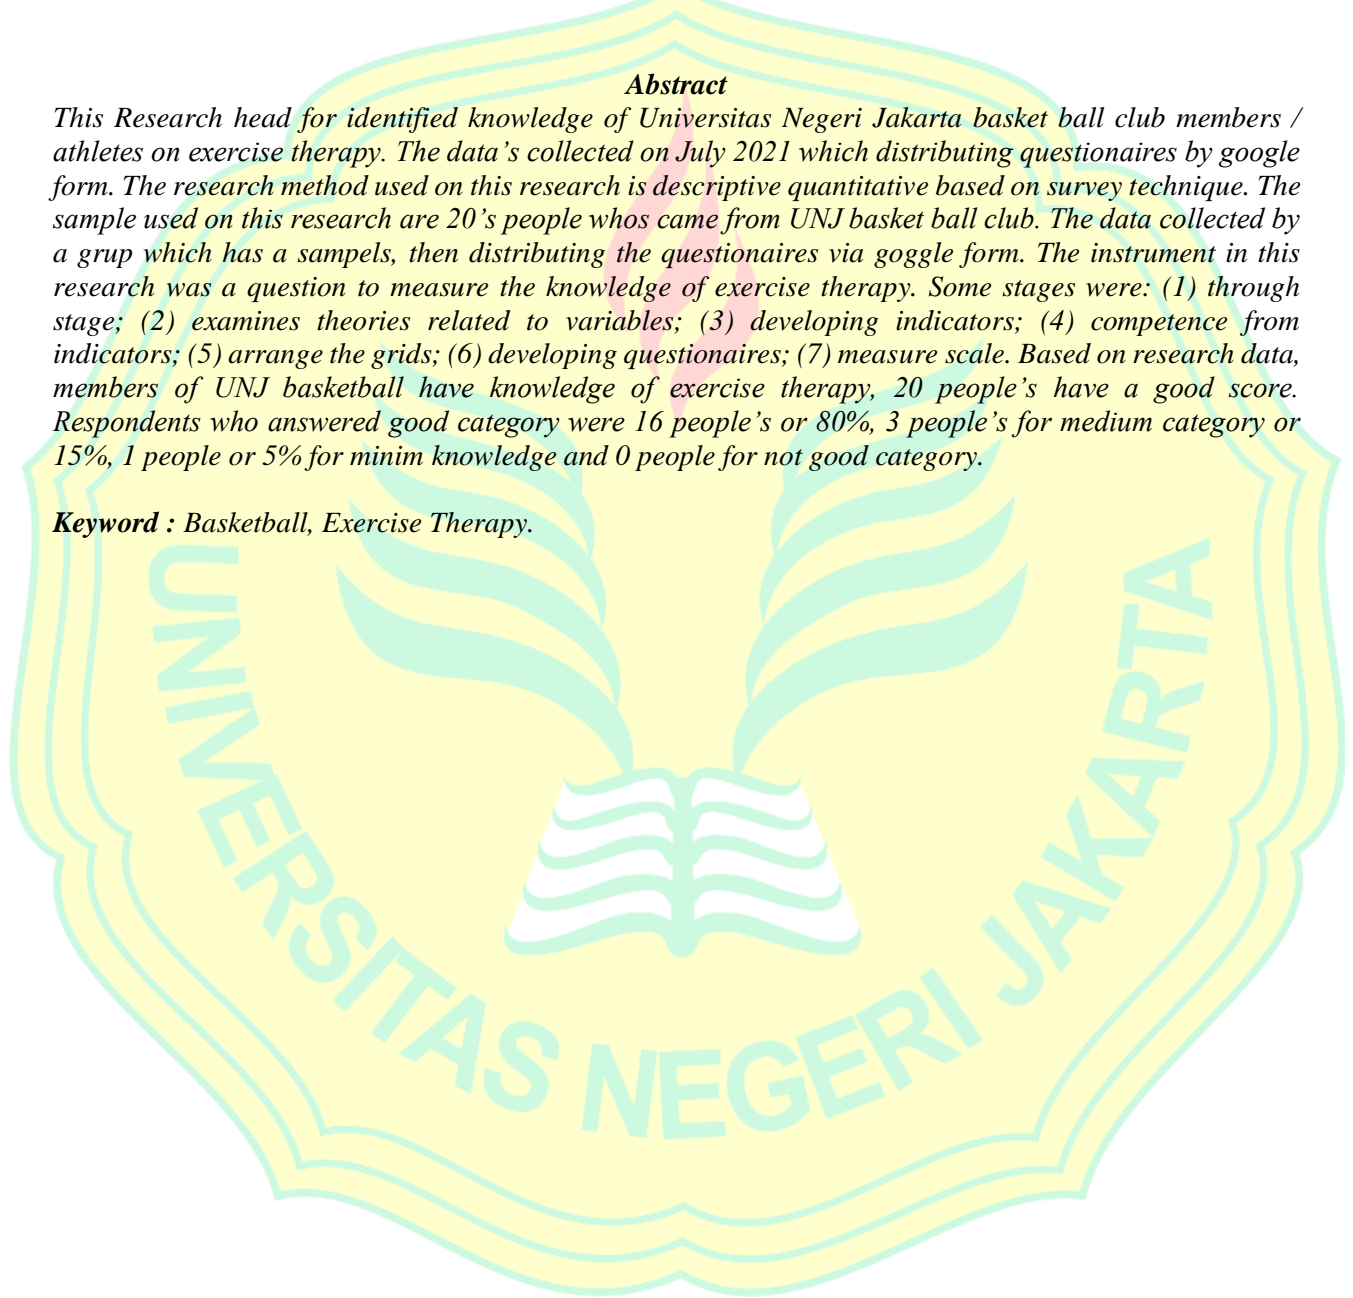 Abstract
This Research head for identified knowledge of Universitas Negeri Jakarta basket ball club members /
athletes on exercise therapy. The data's collected on July 2021 which distributing questionaires by google
form. The research method used on this research is descriptive quantitative based on survey technique. The
sample used on this research are 20's people whos came from UNJ basket ball club. The data collected by
a grup which has a sampels, then distributing the questionaires via goggle form. The instrument in this
research was a question to measure the knowledge of exercise therapy. Some stages were: (1) through
stage; (2) examines theories related to variables; (3) developing indicators; (4) competence from
indicators; (5) arrange the grids; (6) developing questionaires; (7) measure scale. Based on research data,
members of UNJ basketball have knowledge of exercise therapy, 20 people's have a good score.
Respondents who answered good category were 16 people's or 80%, 3 people's for medium category or
15%, 1 people or 5% for minim knowledge and 0 people for not good category.
Keyword : Basketball, Exercise Therapy.
UNIVERSITAS NEGERI JAKARTA